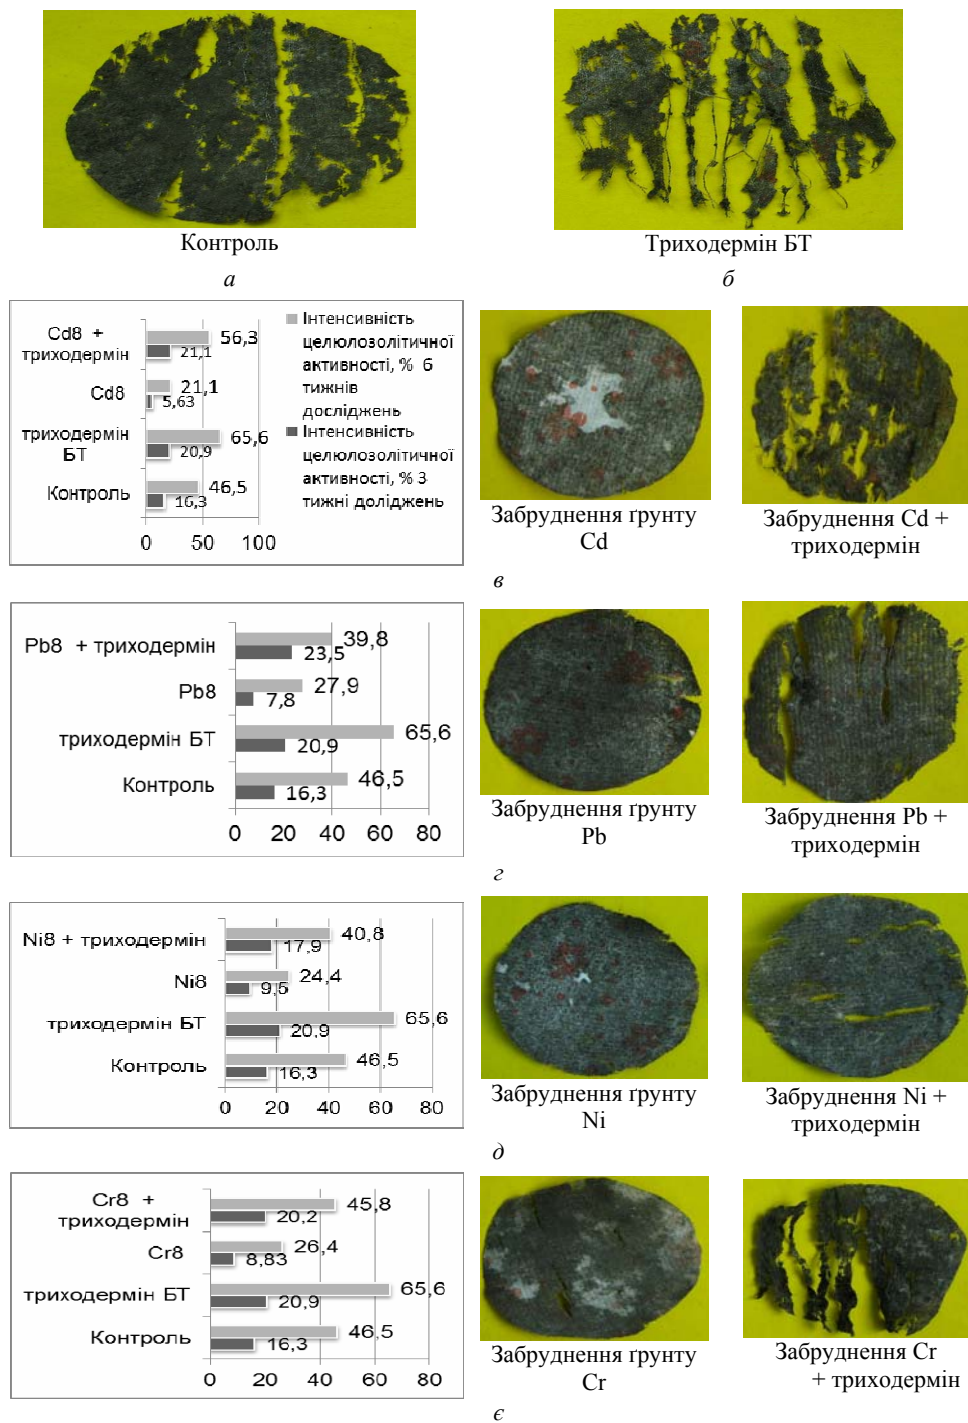 Контроль
Триходермін БТ
а
б
Cd8 + триходермін
56,3
21,1
Cd8
21,1
5,63
триходермін БТ
65,6
20,9
Контроль
46,5
16,3
0 50 100
Інтенсивність
целюлозолітичної
активності, % 6
тижнів
досліджень
Інтенсивність
целюлозолітичної
активності, % 3
тижні доліджень
Забруднення ґрунту
Cd
Забруднення Cd +
триходермін
в
Pb8 + триходермін
39,8
23,5
Pb8
27,9
7,8
триходермін БТ
65,6
20,9
Контроль
46,5
16,3
0 20 40 60 80
Забруднення ґрунту
Pb
Забруднення Pb +
триходермін
г
Ni8 + триходермін
40,8
17,9
Ni8
24,4
9,5
триходермін БТ
65,6
20,9
Контроль
46,5
16,3
0 20 40 60 80
Забруднення ґрунту
Ni
Забруднення Ni +
триходермін
д
Cr8 +
триходермін
45,8
20,2
Cr8
26,4
8,83
триходермін БТ
65,6
20,9
Контроль
46,5
16,3
0 20 40 60 80
Забруднення ґрунту
Cr
Забруднення Cr
+ триходермін
є